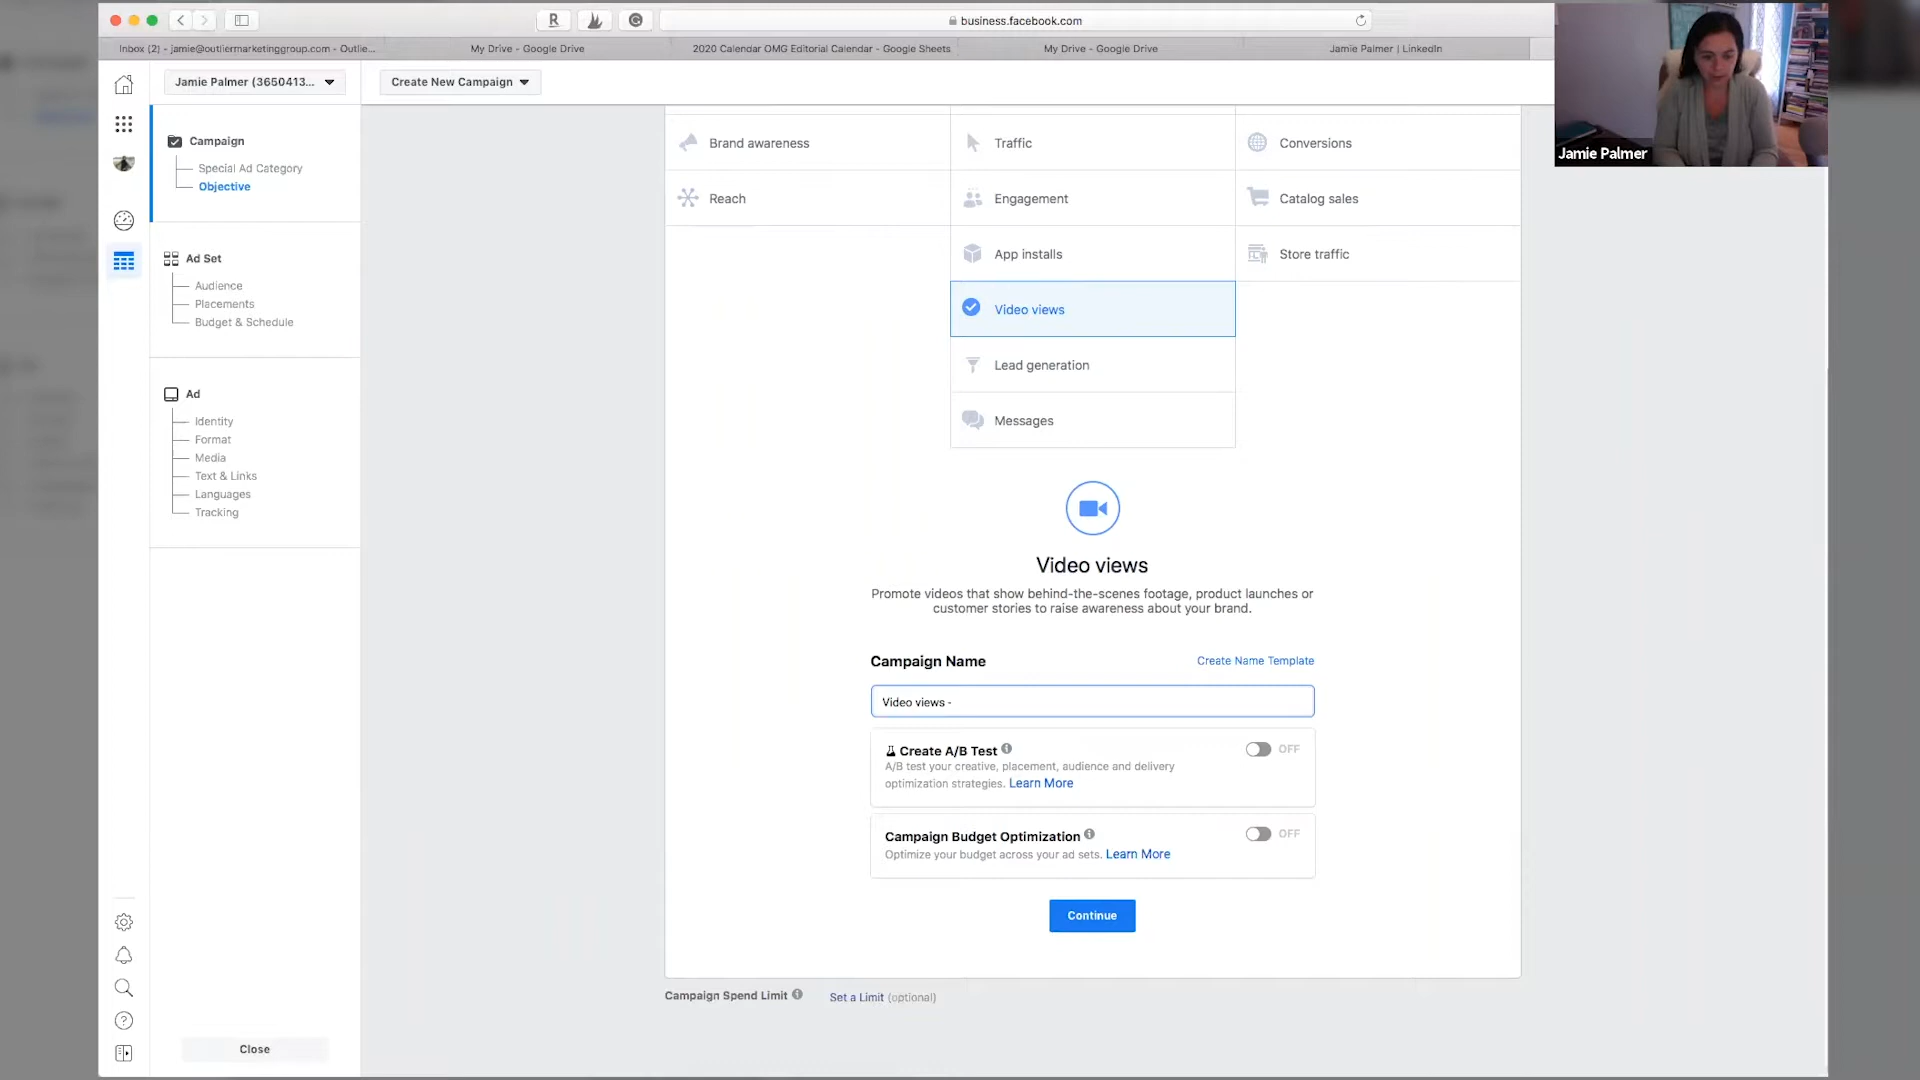 R
business.facebook.com
Inbox (2) - jamie@outliermarketinggroup.com - Outlie...
My Drive - Google Drive
2020 Calendar OMG Editorial Calendar - Google Sheets
My Drive - Google Drive
Jamie Palmer | LinkedIn
Jamie Palmer (3650413...
Create New Campaign
Jamie Palmer
Campaign
Special Ad Category
Objective
Ad Set
Audience
Placements
Budget & Schedule
Ad
Identity
Format
Media
Text & Links
Languages
Tracking
Close
Brand awareness
Traffic
Conversions
Reach
Engagement
Catalog sales
App installs
Store traffic
Video views
Lead generation
Messages
Video views
Promote videos that show behind-the-scenes footage, product launches or
customer stories to raise awareness about your brand.
Campaign Name
Create Name Template
Video views -
Create A/B Test
OFF
A/B test your creative, placement, audience and delivery
optimization strategies. Learn More
Campaign Budget Optimization
OFF
Optimize your budget across your ad sets. Learn More
Continue
Campaign Spend Limit
Set a Limit (optional)